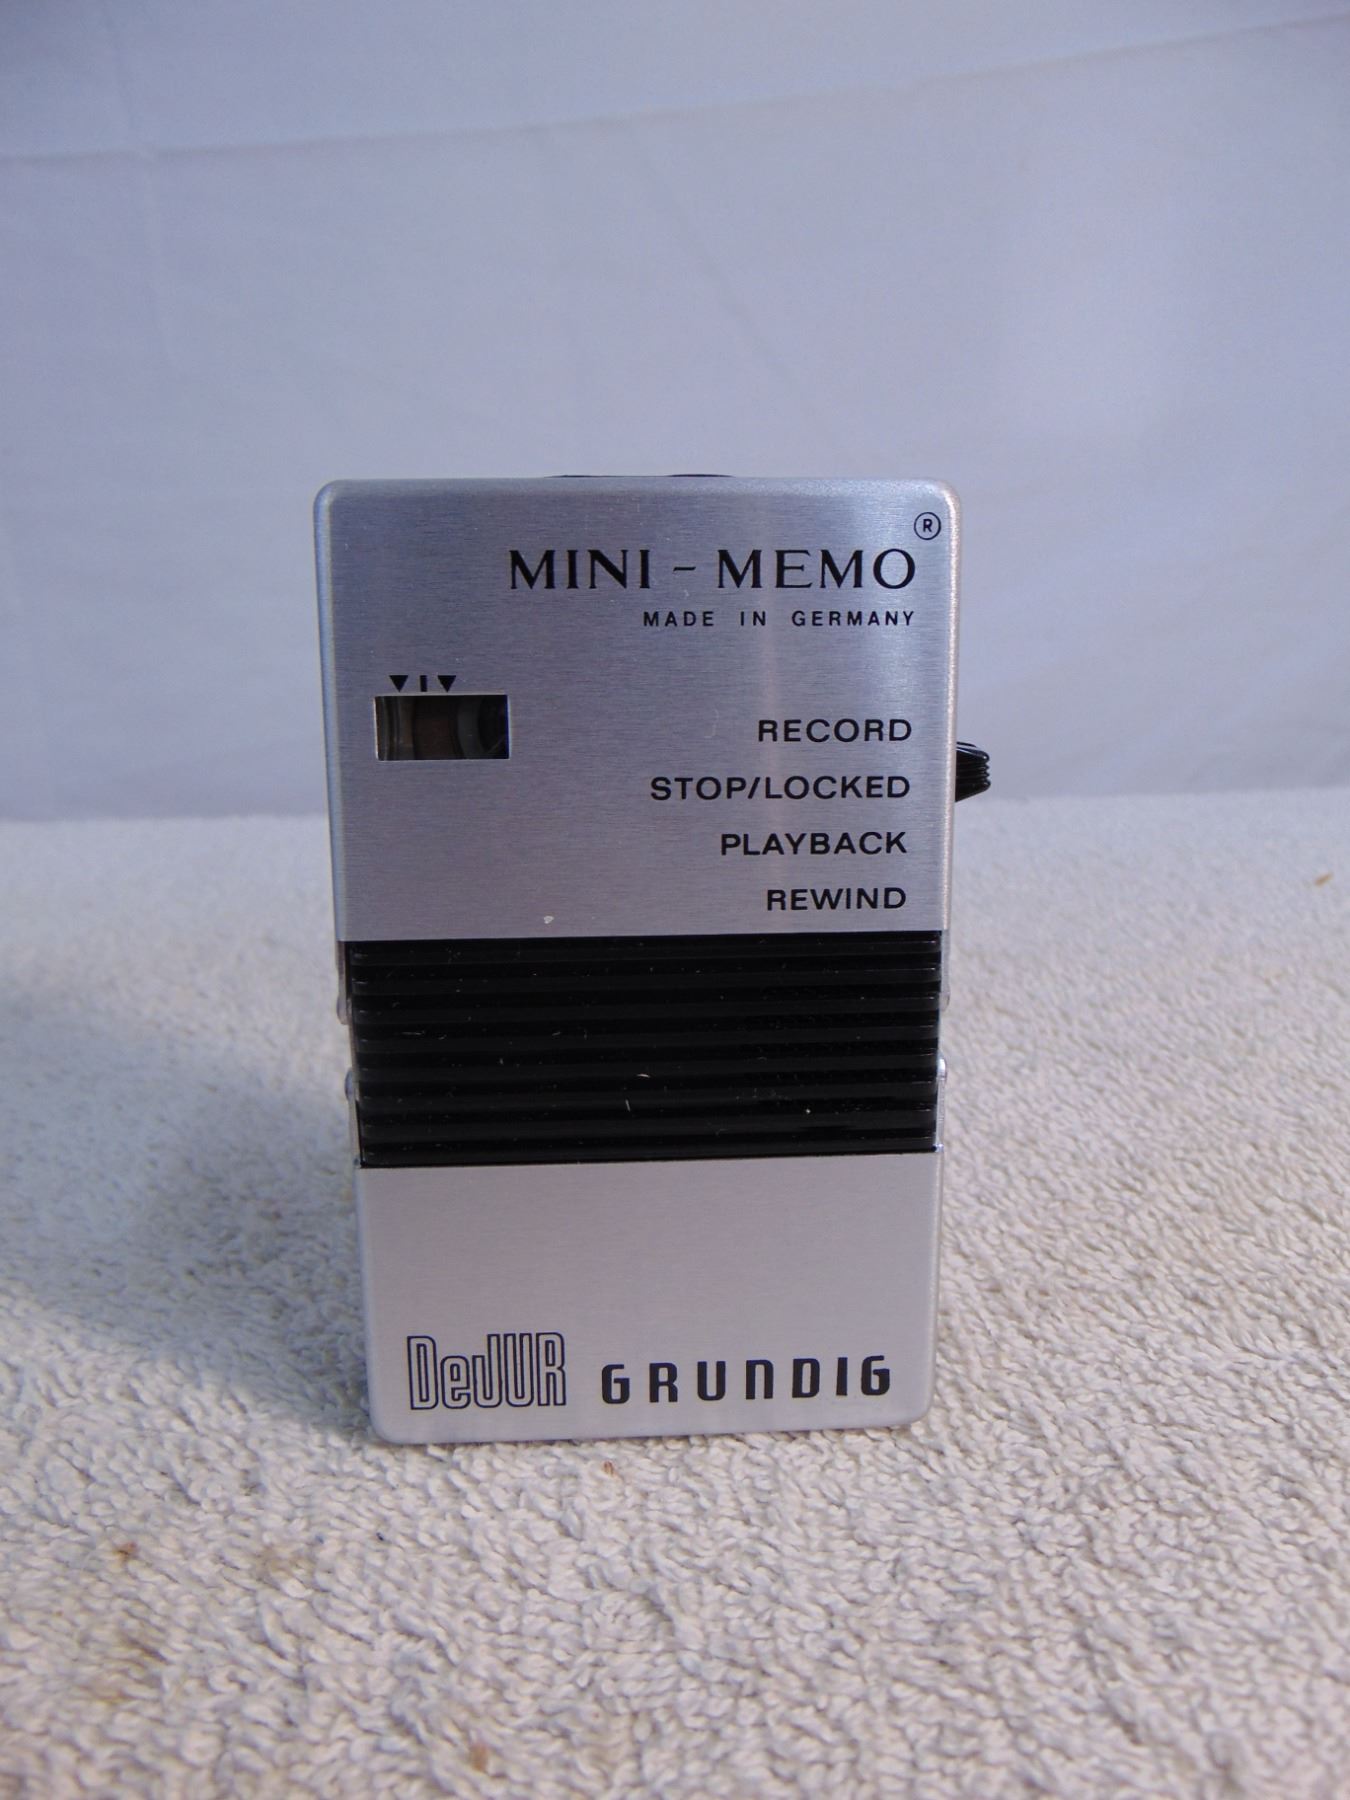 MINI - MEMO ®
MADE IN GERMANY
RECORD
STOP/LOCKED
PLAYBACK
REWIND
DeJUR GRUNDIG